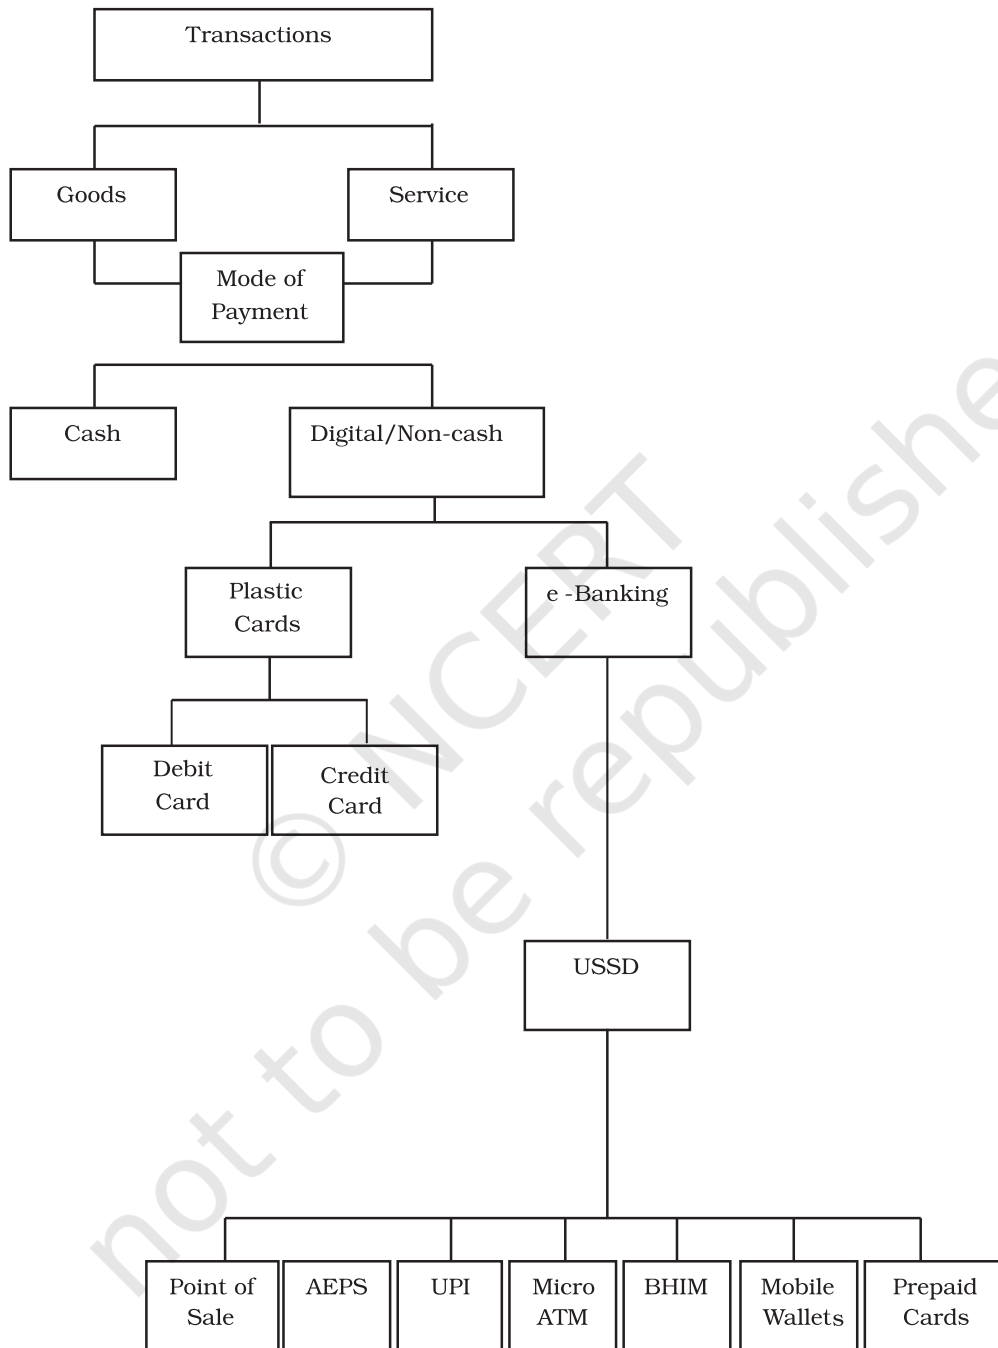 Transactions
Goods
Service
Mode of
Payment
Cash
Digital/Non-cash
Plastic
Cards
e -Banking
Debit
Card
Credit
Card
USSD
Point of
Sale
AEPS
UPI
Micro
ATM
BHIM
Mobile
Wallets
Prepaid
Cards
© NCERT
not to be republishe